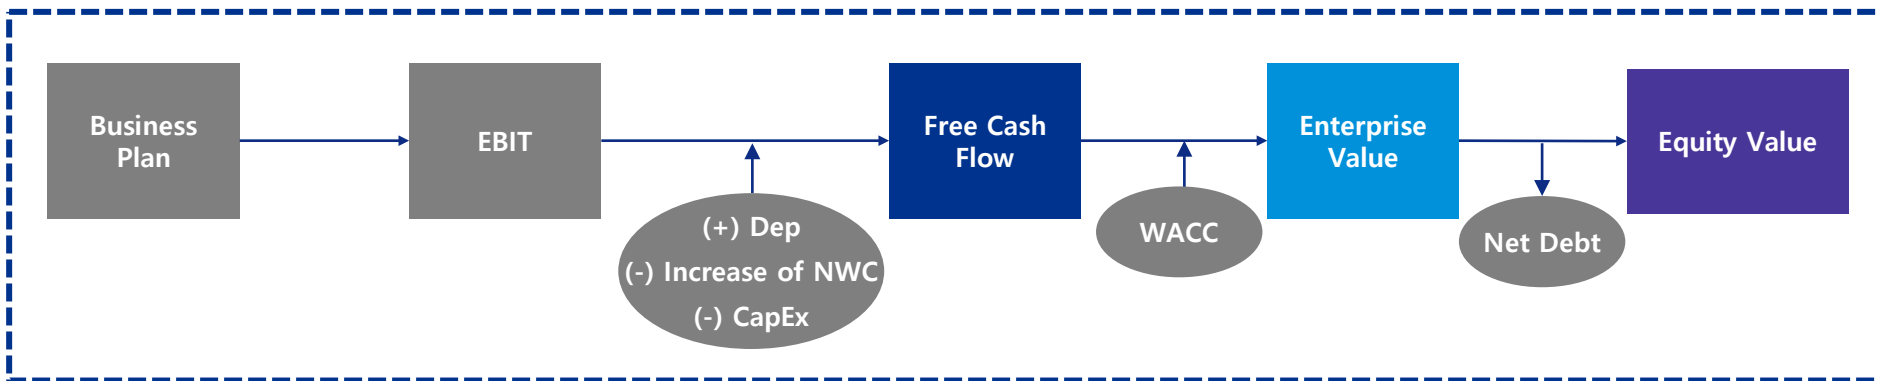 Business
Plan
EBIT
(+) Dep
(-) Increase of NWC
(-) CapEx
Free Cash
Flow
WACC
Enterprise
Value
Net Debt
Equity Value